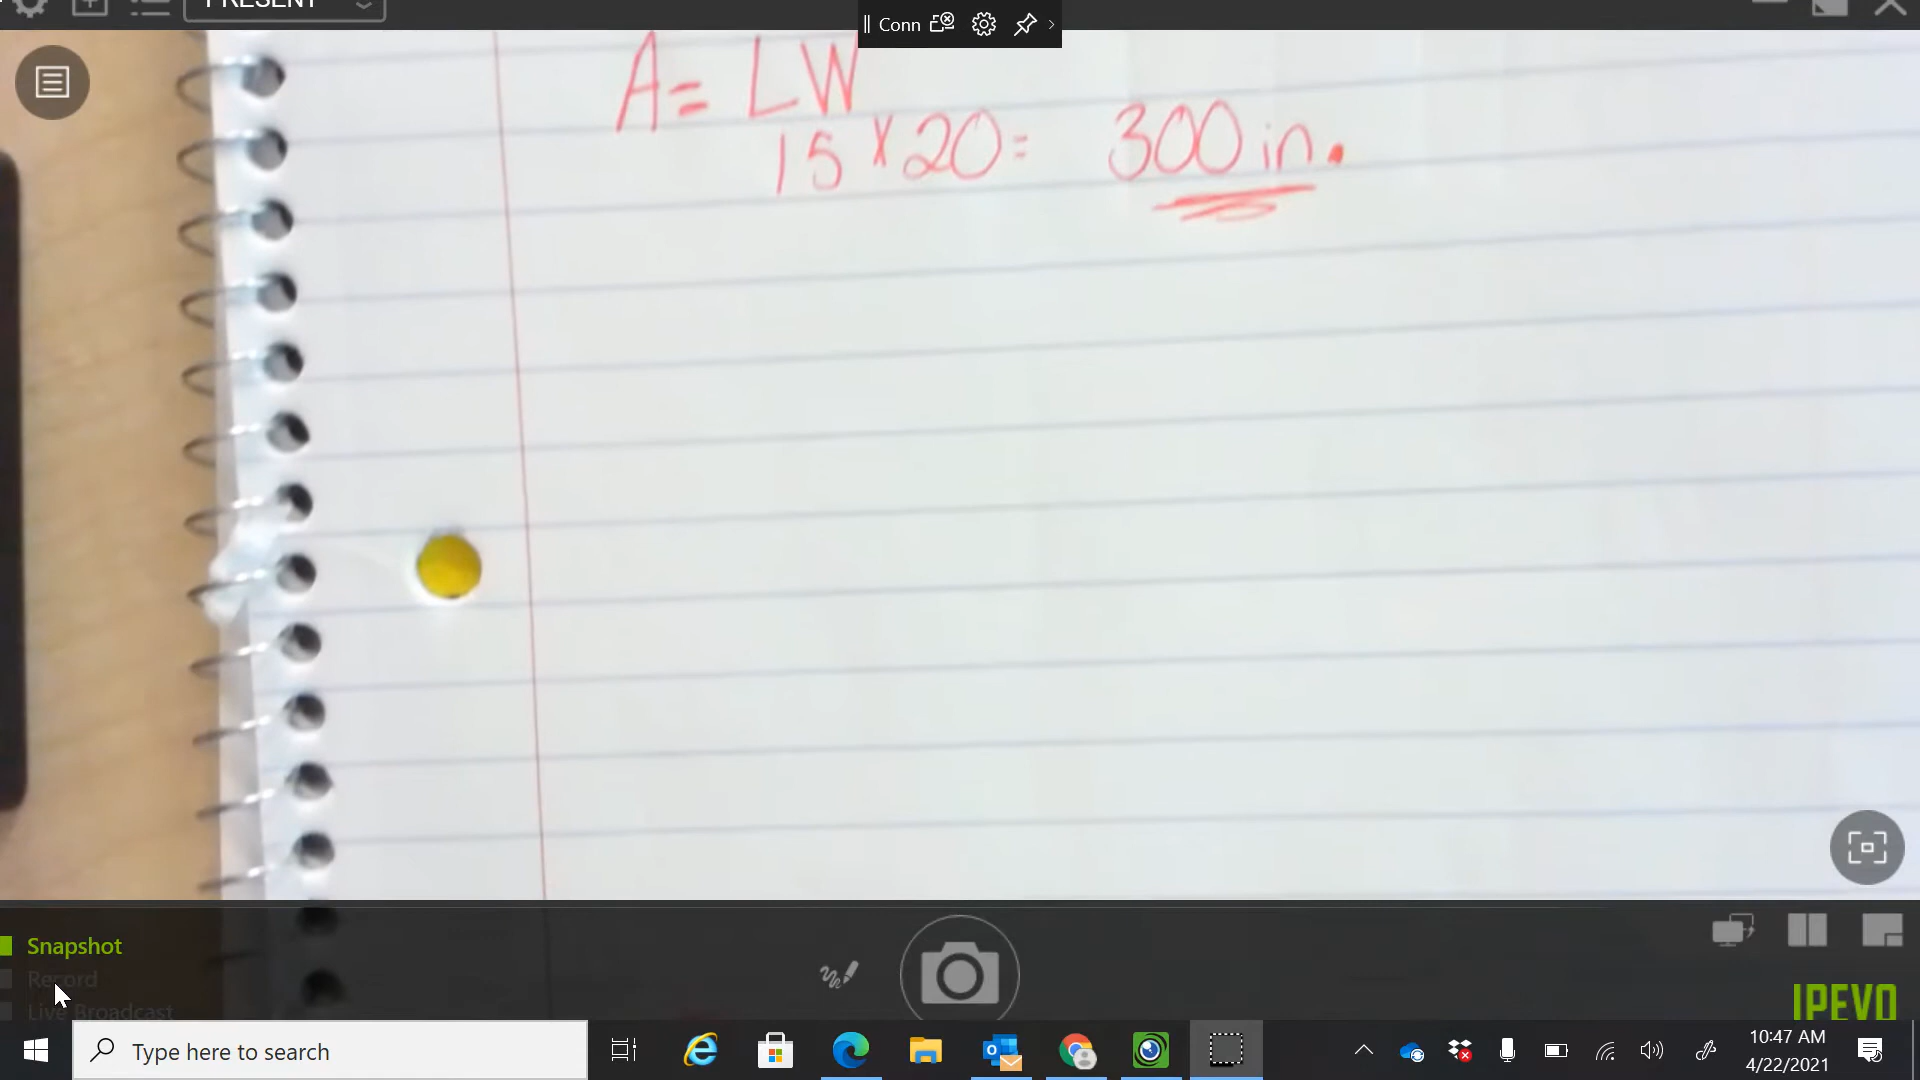 PRESENT
Conn
A = LW
15 x 20 = 300 in.
Snapshot
Record
Live Broadcast
IPEVO
Type here to search
10:47 AM
4/22/2021